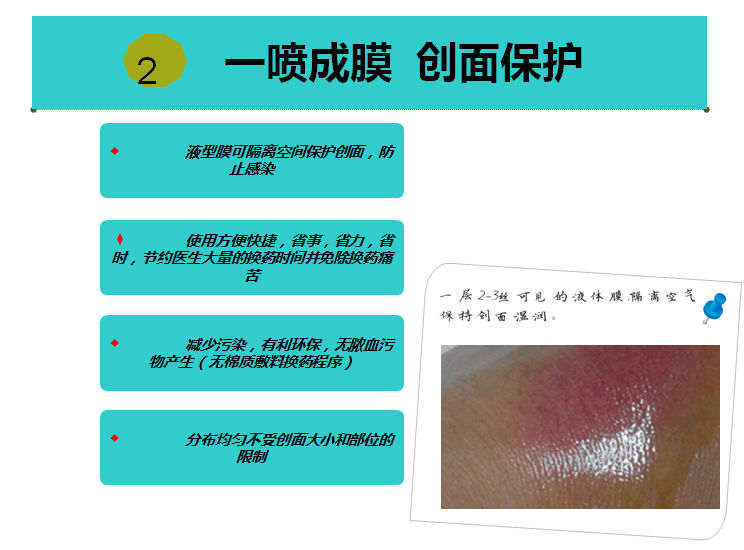 2
一喷成膜 创面保护
液型膜可隔离空间保护创面，防
止感染
使用方便快捷，省事，省力，省
时，节约医生大量的换药时间并免除换药痛
苦
减少污染，有利环保，无脓血污
物产生（无棉质敷料换药程序）
分布均匀不受创面大小和部位的
限制
一层2-3丝可见的液体膜隔离空气
保持创面湿润。